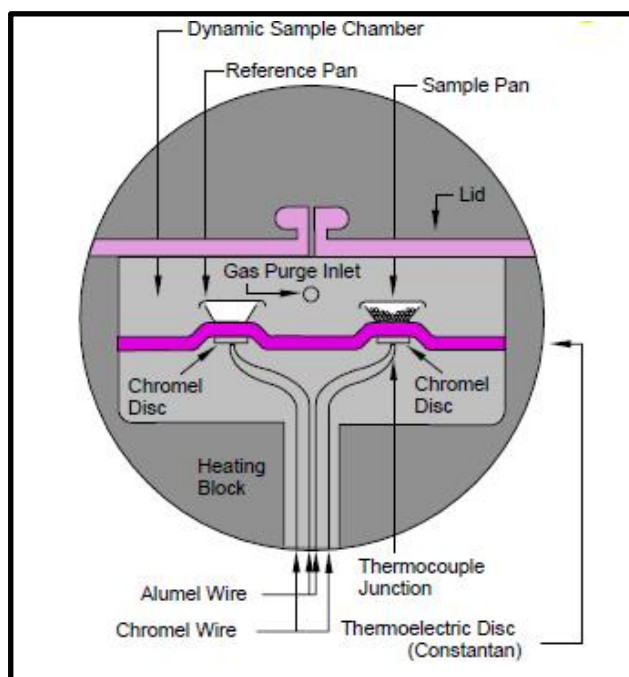 Dynamic Sample Chamber
Reference Pan
Sample Pan
Lid
Gas Purge Inlet
Chromel
Disc
Chromel
Disc
Heating
Block
Thermocouple
Junction
Alumel Wire
Chromel Wire
Thermoelectric Disc
(Constantan)